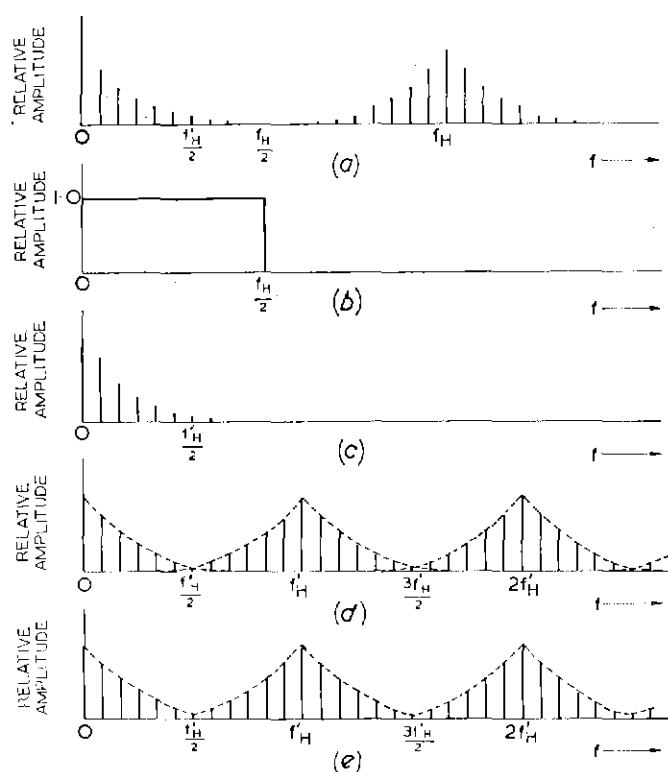 RELATIVE AMPLITUDE
O f'H/2 fH/2 fH
f
(a)
RELATIVE AMPLITUDE
1·O
O fH/2
f
(b)
RELATIVE AMPLITUDE
O f'H/2
f
(c)
RELATIVE AMPLITUDE
O f'H/2 f'H 3f'H/2 2f'H
f
(d)
RELATIVE AMPLITUDE
O f'H/2 f'H 3f'H/2 2f'H
f
(e)